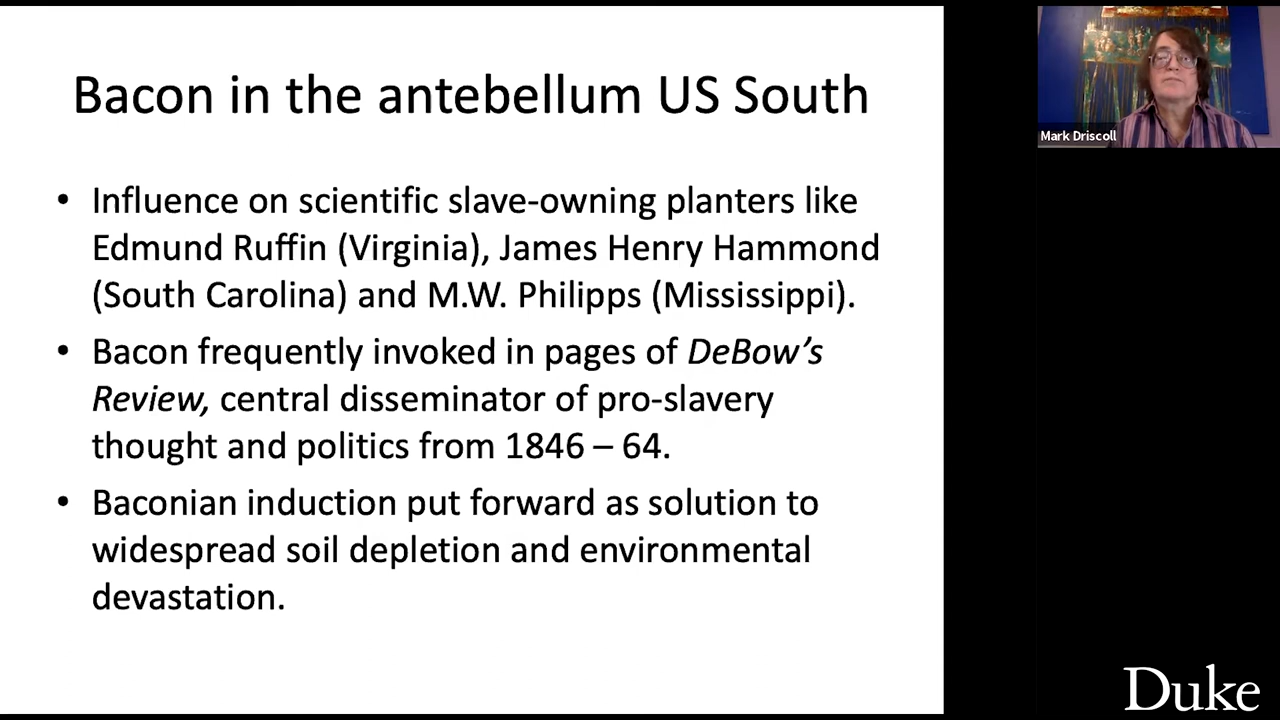 Bacon in the antebellum US South
• Influence on scientific slave-owning planters like
Edmund Ruffin (Virginia), James Henry Hammond
(South Carolina) and M.W. Philipps (Mississippi).
• Bacon frequently invoked in pages of DeBow’s
Review, central disseminator of pro-slavery
thought and politics from 1846 – 64.
• Baconian induction put forward as solution to
widespread soil depletion and environmental
devastation.
Mark Driscoll
Duke